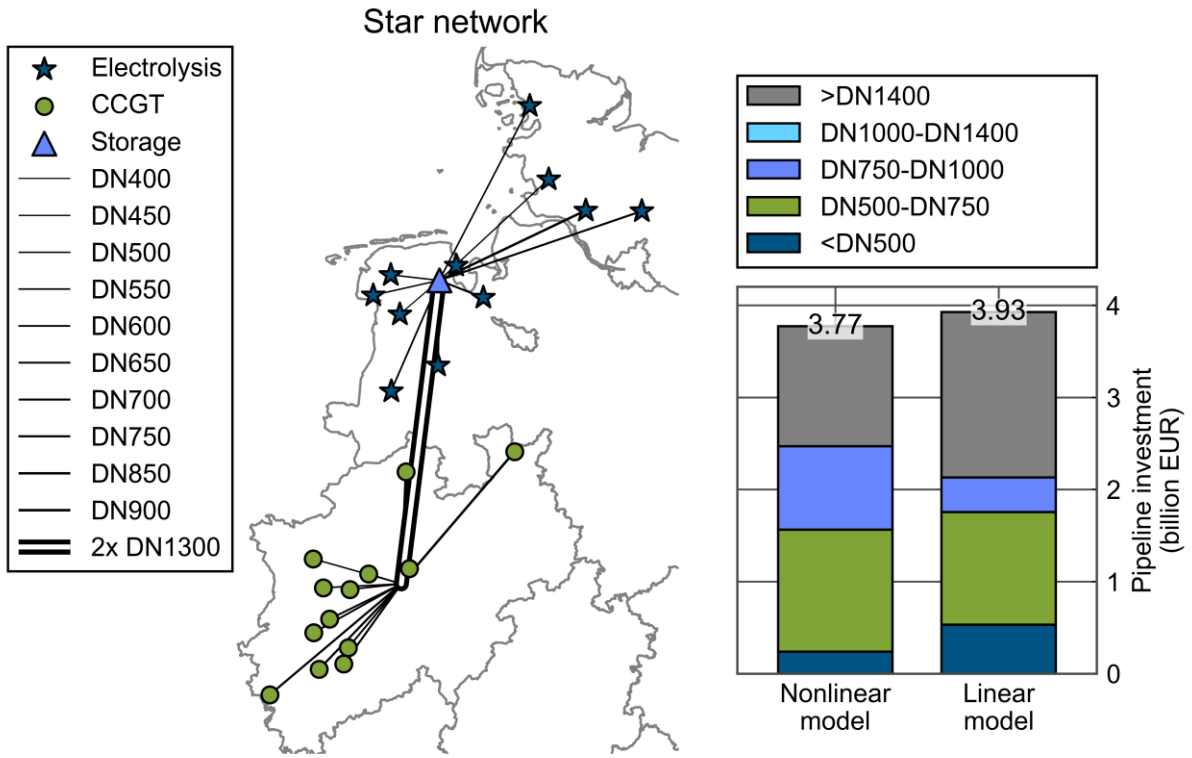 Star network
Electrolysis
CCGT
Storage
DN400
DN450
DN500
DN550
DN600
DN650
DN700
DN750
DN850
DN900
2x DN1300
>DN1400
DN1000-DN1400
DN750-DN1000
DN500-DN750
<DN500
3.77
3.93
4
3
2
1
0
Pipeline investment
(billion EUR)
Nonlinear
model
Linear
model